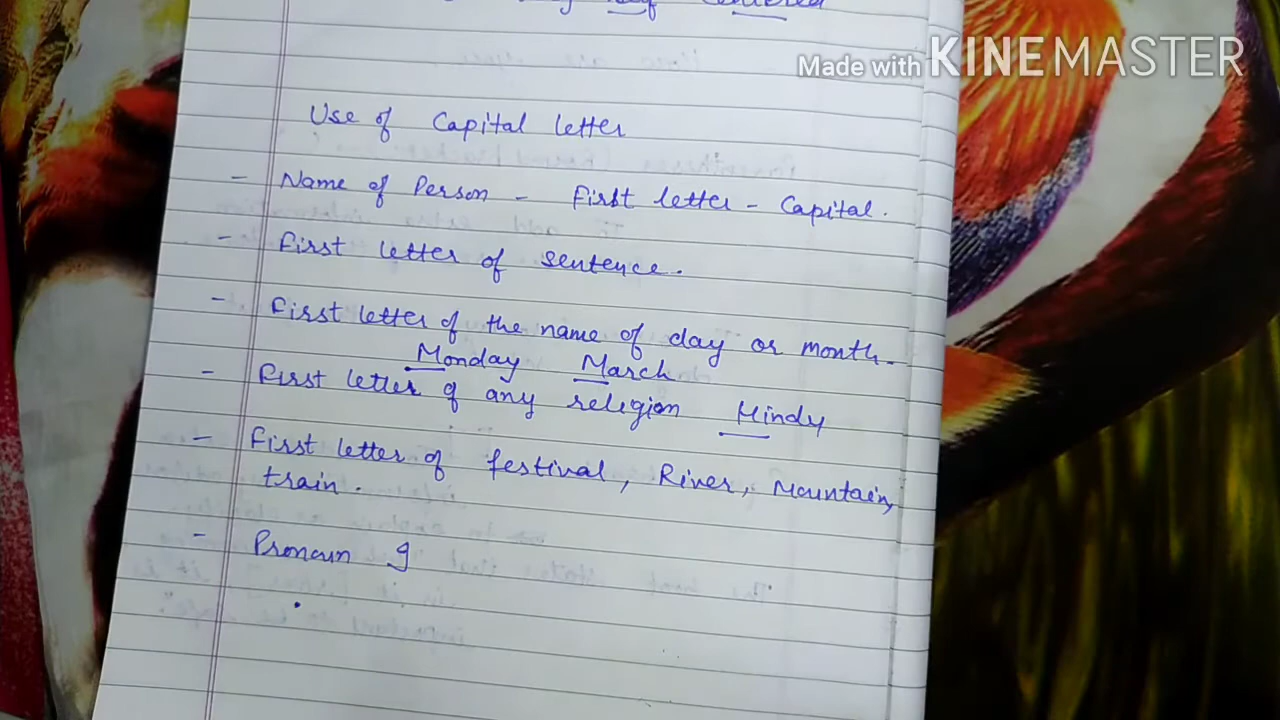 Made with KINEMASTER
Use of Capital letter
- Name of Person - First letter - Capital.
- First letter of sentence.
- First letter of the name of day or month.
Monday March
- First letter of any religion Hindu
- First letter of festival, River, Mountain,
train.
- Pronoun I